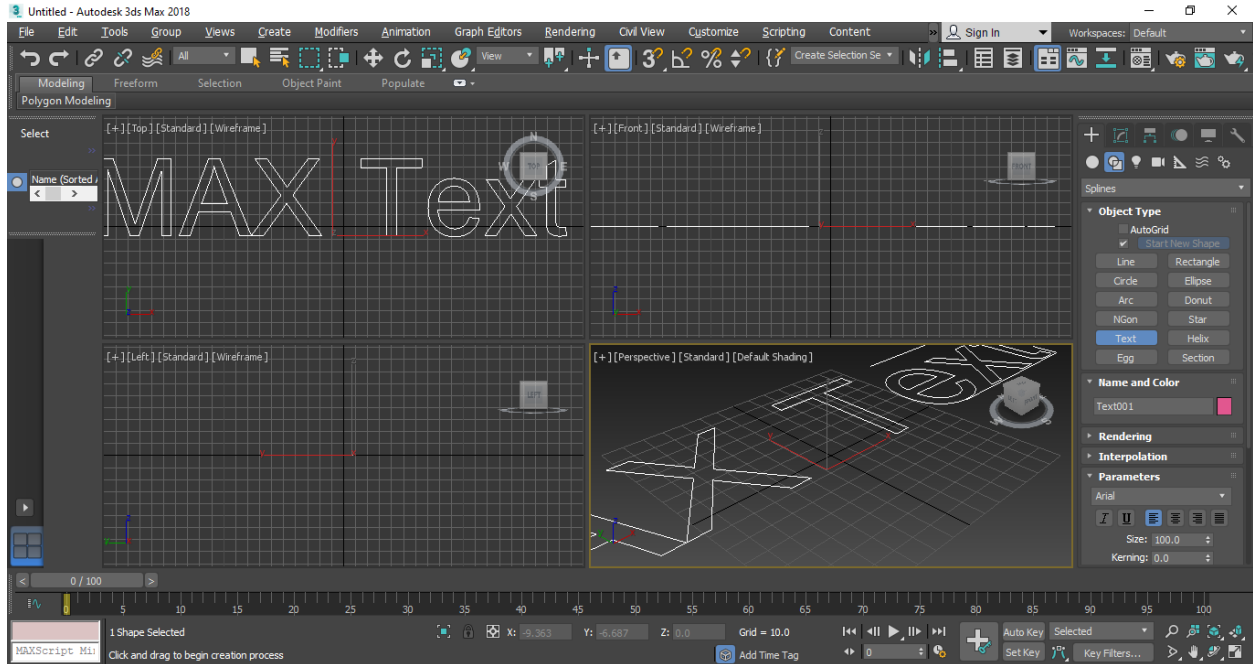 Untitled - Autodesk 3ds Max 2018
File Edit Tools Group Views Create Modifiers Animation Graph Editors Rendering Civil View Customize Scripting Content » Sign In Workspaces: Default
All View Create Selection Se
Modeling Freeform Selection Object Paint Populate
Polygon Modeling
Select
Name (Sorted
[+] [Top] [Standard] [Wireframe]
MAX Text
N
W TOP E
S
[+] [Front] [Standard] [Wireframe]
FRONT
[+] [Left] [Standard] [Wireframe]
LEFT
[+] [Perspective] [Standard] [Default Shading]
Splines
Object Type
AutoGrid
Start New Shape
Line Rectangle
Circle Ellipse
Arc Donut
NGon Star
Text Helix
Egg Section
Name and Color
Text001
Rendering
Interpolation
Parameters
Arial
I U
Size: 100.0
Kerning: 0.0
< 0 / 100 >
0 5 10 15 20 25 30 35 40 45 50 55 60 65 70 75 80 85 90 95 100
1 Shape Selected X: -9.363 Y: -6.687 Z: 0.0 Grid = 10.0 Auto Key Selected
MAXScript Mi Click and drag to begin creation process Add Time Tag 0 Set Key Key Filters...